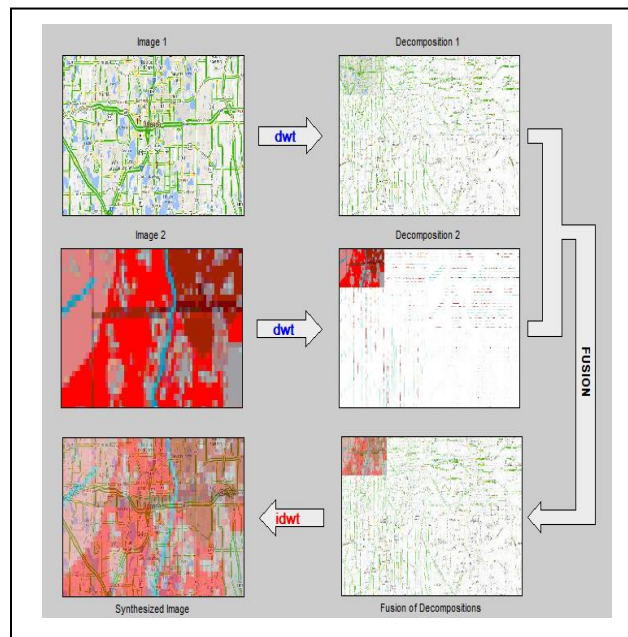 Image 1
Decomposition 1
dwt
Image 2
Decomposition 2
dwt
FUSION
idwt
Synthesized Image
Fusion of Decompositions